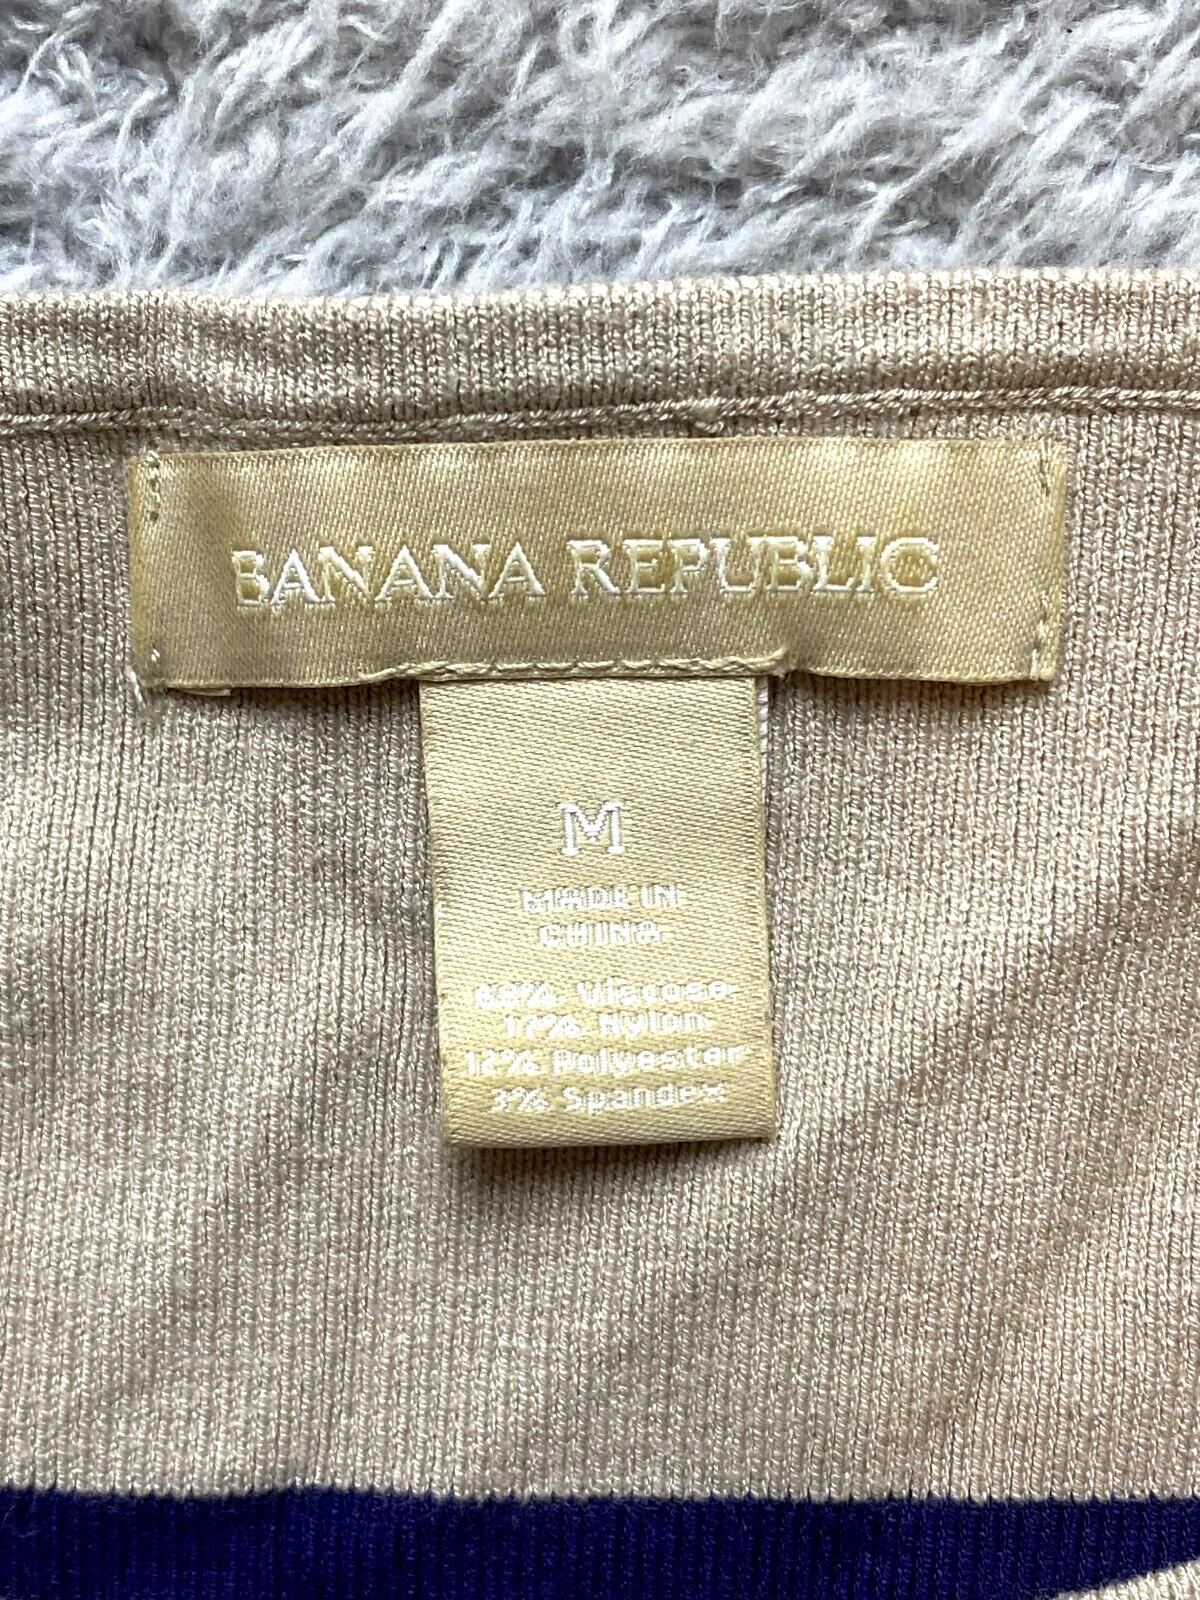 BANANA REPUBLIC
M
MADE IN
CHINA
68% Viscose
17% Nylon
12% Polyester
3% Spandex